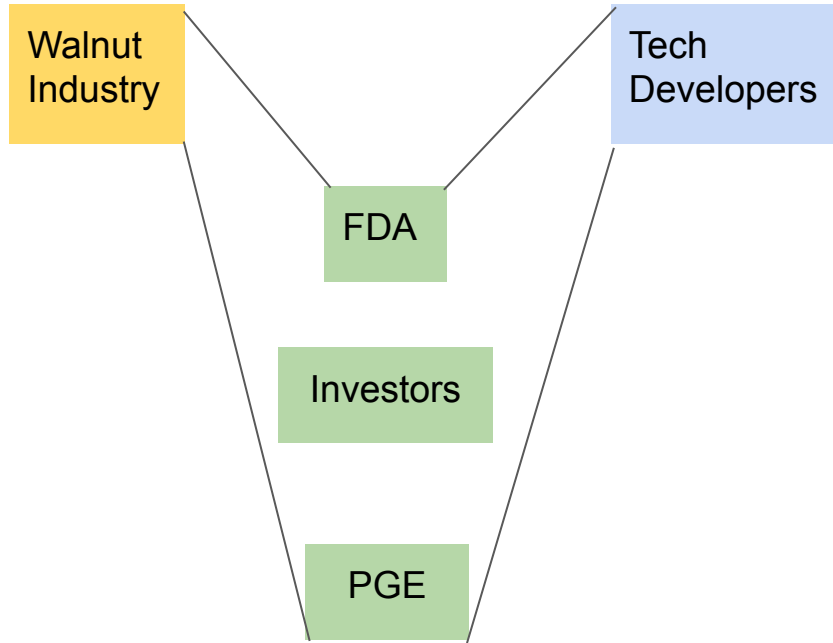 Walnut
Industry
Tech
Developers
FDA
Investors
PGE